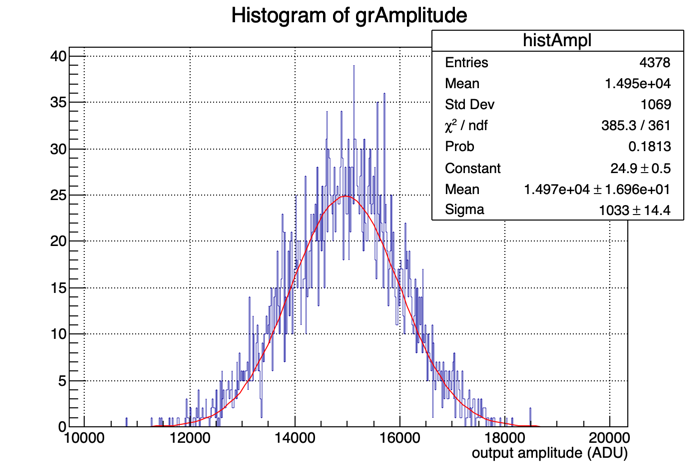 Histogram of grAmplitude
histAmpl
Entries 4378
Mean 1.495e+04
Std Dev 1069
χ² / ndf 385.3 / 361
Prob 0.1813
Constant 24.9 ± 0.5
Mean 1.497e+04 ± 1.696e+01
Sigma 1033 ± 14.4
40
35
30
25
20
15
10
5
0
10000 12000 14000 16000 18000 20000
output amplitude (ADU)